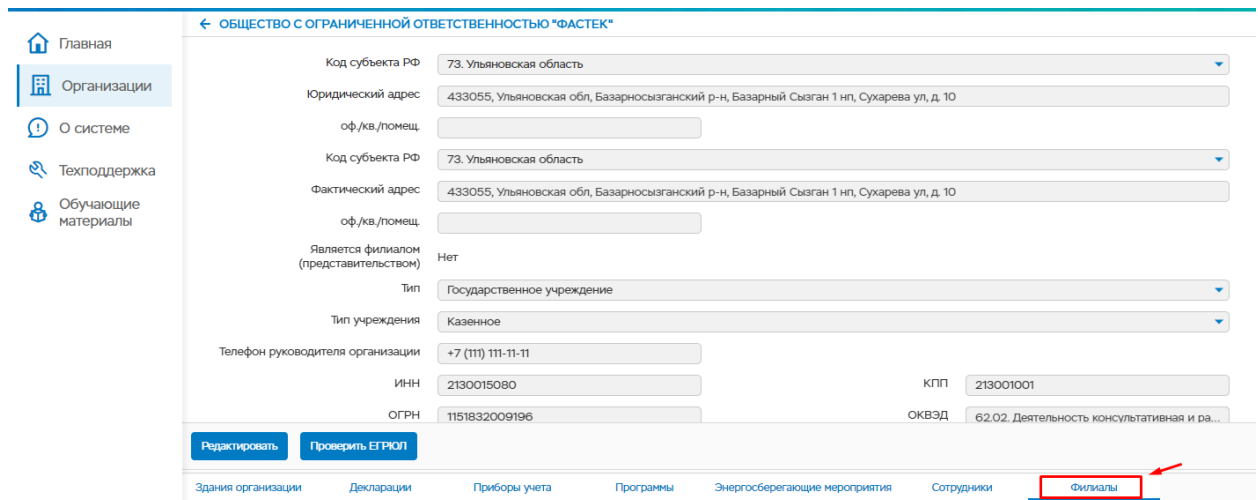 ← ОБЩЕСТВО С ОГРАНИЧЕННОЙ ОТВЕТСТВЕННОСТЬЮ "ФАСТЕК"
Главная
Организации
О системе
Техподдержка
Обучающие
материалы
Код субъекта РФ 73. Ульяновская область
Юридический адрес 433055, Ульяновская обл, Базарносызганский р-н, Базарный Сызган 1 нп, Сухарева ул, д. 10
оф./кв./помещ.
Код субъекта РФ 73. Ульяновская область
Фактический адрес 433055, Ульяновская обл, Базарносызганский р-н, Базарный Сызган 1 нп, Сухарева ул, д. 10
оф./кв./помещ.
Является филиалом
(представительством) Нет
Тип Государственное учреждение
Тип учреждения Казенное
Телефон руководителя организации +7 (111) 111-11-11
ИНН 2130015080 КПП 213001001
ОГРН 1151832009196 ОКВЭД 62.02. Деятельность консультативная и ра...
Редактировать Проверить ЕГРЮЛ
Здания организации Декларации Приборы учета Программы Энергосберегающие мероприятия Сотрудники Филиалы